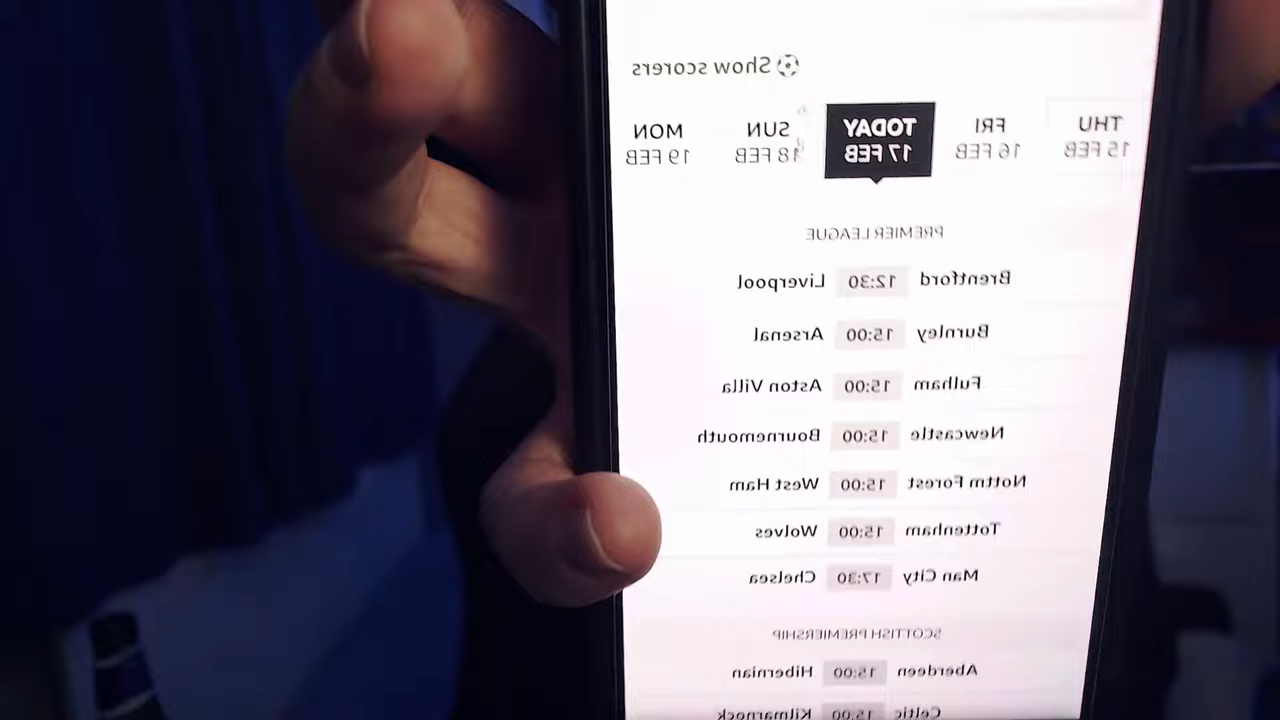 Show scorers
THU FRI TODAY SUN MON
15 FEB 16 FEB 17 FEB 18 FEB 19 FEB
PREMIER LEAGUE
Brentford 12:30 Liverpool
Burnley 15:00 Arsenal
Fulham 15:00 Aston Villa
Newcastle 15:00 Bournemouth
Nottm Forest 15:00 West Ham
Tottenham 15:00 Wolves
Man City 17:30 Chelsea
SCOTTISH PREMIERSHIP
Aberdeen 15:00 Hibernian
Celtic 15:00 Kilmarnock